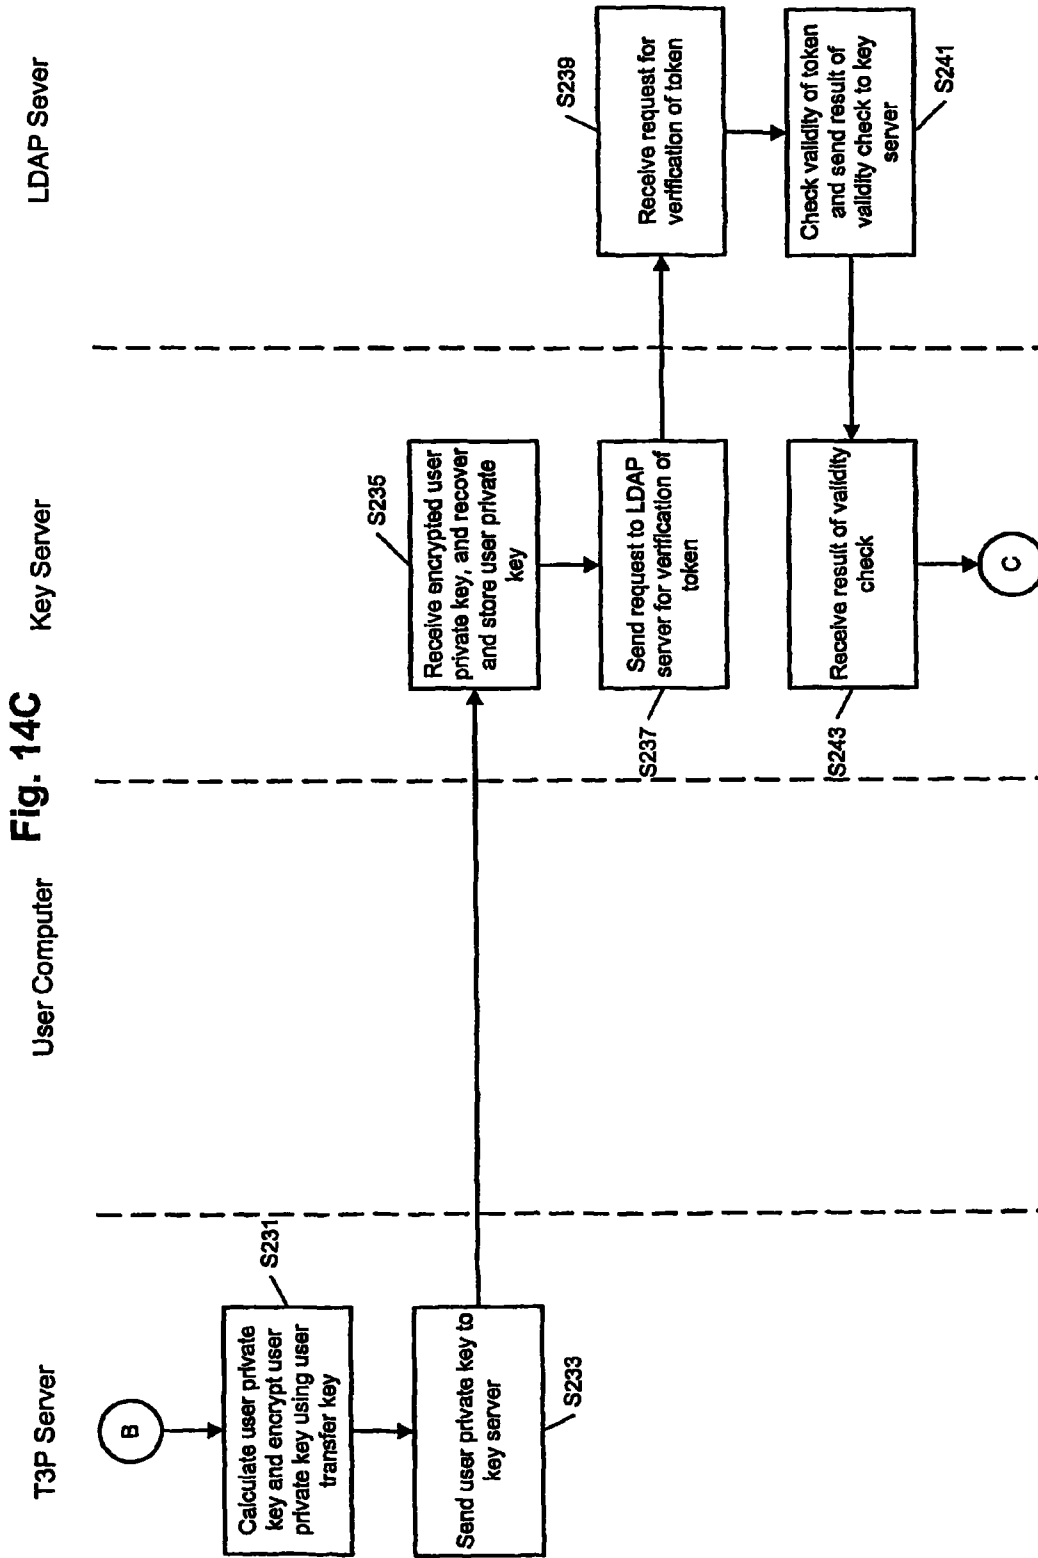 Fig. 14C
T3P Server
User Computer
Key Server
LDAP Sever
B
Calculate user private
key and encrypt user
private key using user
transfer key
S231
Send user private key to
key server
S233
S235
Receive encrypted user
private key, and recover
and store user private
key
Send request to LDAP
server for verification of
token
S237
S239
Receive request for
verification of token
Check validity of token
and send result of
validity check to key
server
S241
Receive result of validity
check
S243
C